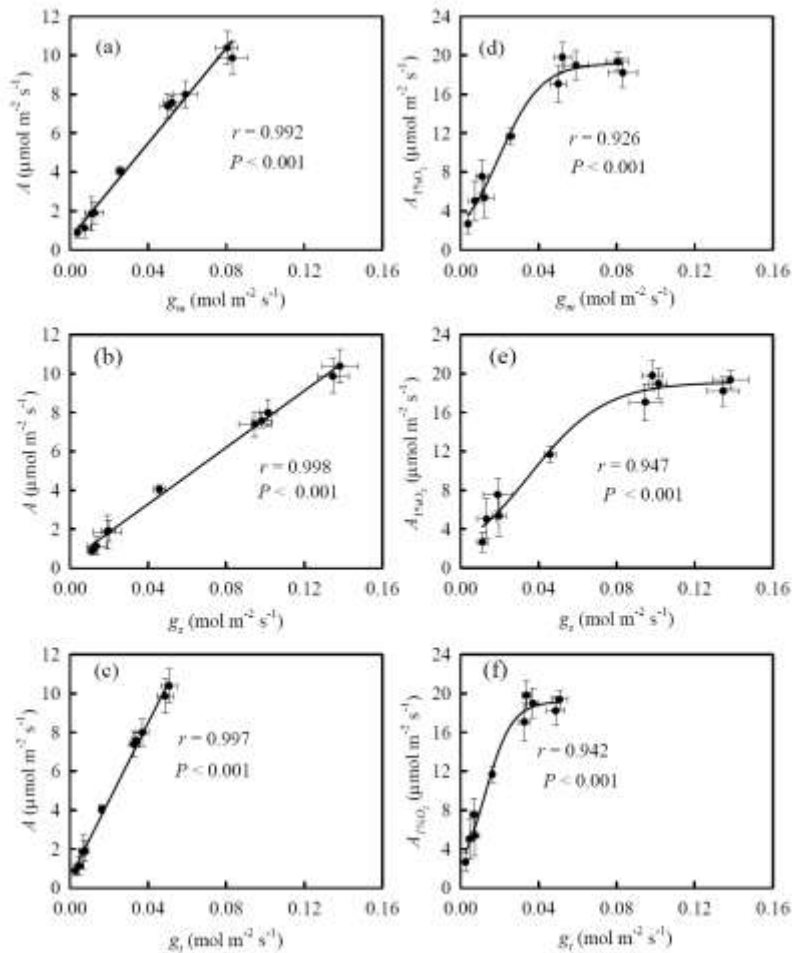 (a)
12
10
8
6
4
2
0
A (μmol m⁻² s⁻¹)
r = 0.992
P < 0.001
0.00 0.04 0.08 0.12 0.16
gₘ (mol m⁻² s⁻¹)
(d)
24
20
16
12
8
4
0
A₁%O₂ (μmol m⁻² s⁻¹)
r = 0.926
P < 0.001
0.00 0.04 0.08 0.12 0.16
gₘ (mol m⁻² s⁻¹)
(b)
12
10
8
6
4
2
0
A (μmol m⁻² s⁻¹)
r = 0.998
P < 0.001
0.00 0.04 0.08 0.12 0.16
gₛ (mol m⁻² s⁻¹)
(e)
24
20
16
12
8
4
0
A₁%O₂ (μmol m⁻² s⁻¹)
r = 0.947
P < 0.001
0.00 0.04 0.08 0.12 0.16
gₛ (mol m⁻² s⁻¹)
(c)
12
10
8
6
4
2
0
A (μmol m⁻² s⁻¹)
r = 0.997
P < 0.001
0.00 0.04 0.08 0.12 0.16
gₜ (mol m⁻² s⁻¹)
(f)
24
20
16
12
8
4
0
A₁%O₂ (μmol m⁻² s⁻¹)
r = 0.942
P < 0.001
0.00 0.04 0.08 0.12 0.16
gₜ (mol m⁻² s⁻¹)